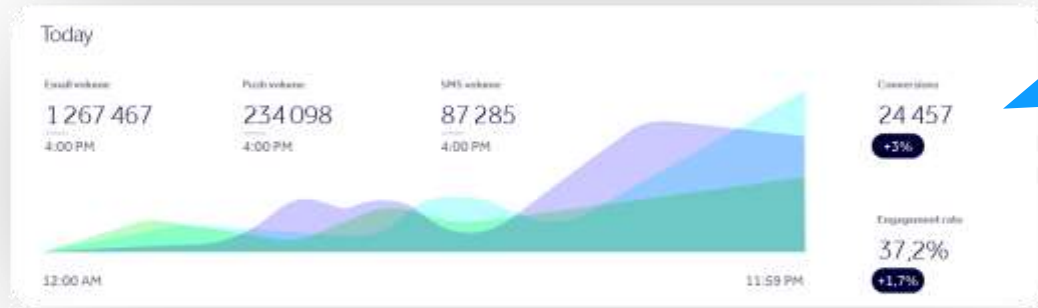 Today
Email volume
1 267 467
4:00 PM
Push volume
234 098
4:00 PM
SMS volume
87 285
4:00 PM
Conversions
24 457
+3%
Engagement rate
37,2%
+1,7%
12:00 AM
11:59 PM